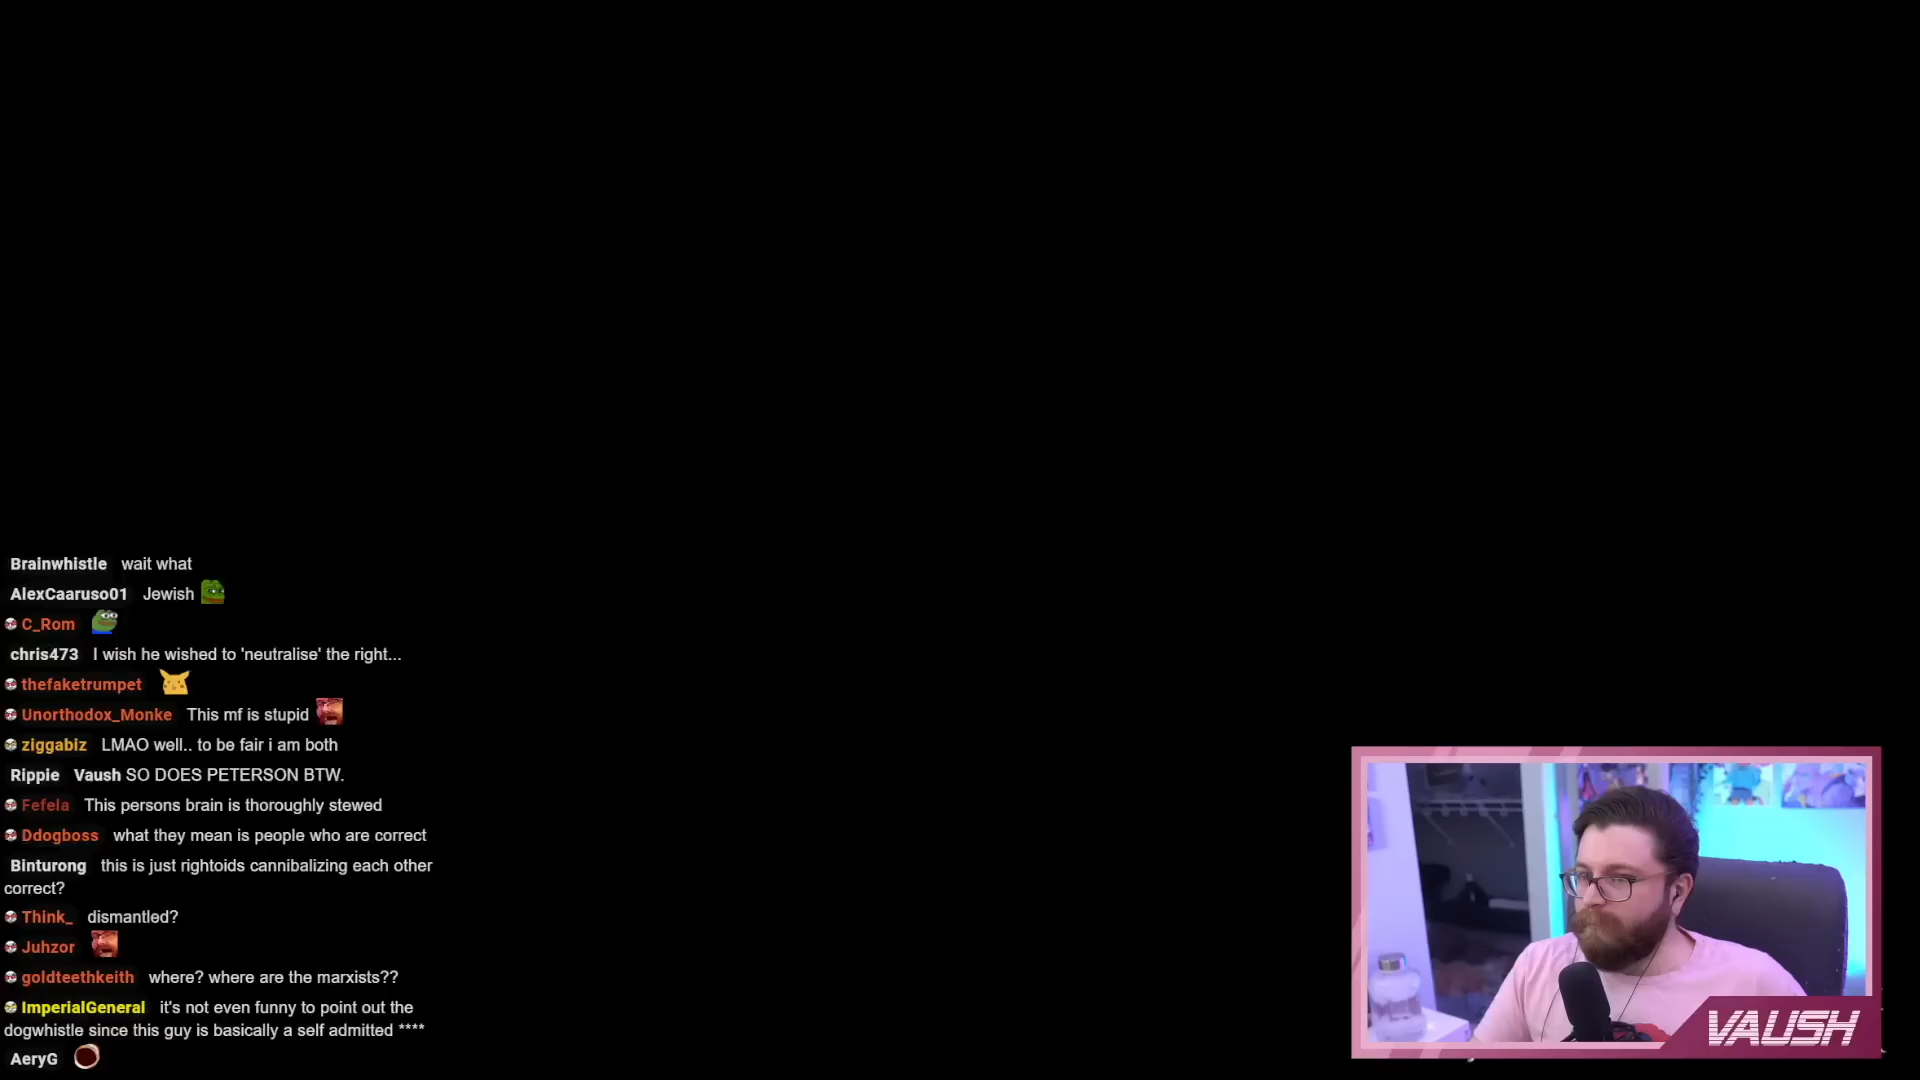 Brainwhistle wait what
AlexCaaruso01 Jewish
C_Rom
chris473 I wish he wished to 'neutralise' the right...
thefaketrumpet
Unorthodox_Monke This mf is stupid
ziggabiz LMAO well.. to be fair i am both
Rippie Vaush SO DOES PETERSON BTW.
Fefela This persons brain is thoroughly stewed
Ddogboss what they mean is people who are correct
Binturong this is just rightoids cannibalizing each other
correct?
Think_ dismantled?
Juhzor
goldteethkeith where? where are the marxists??
ImperialGeneral it's not even funny to point out the
dogwhistle since this guy is basically a self admitted ****
AeryG
VAUSH